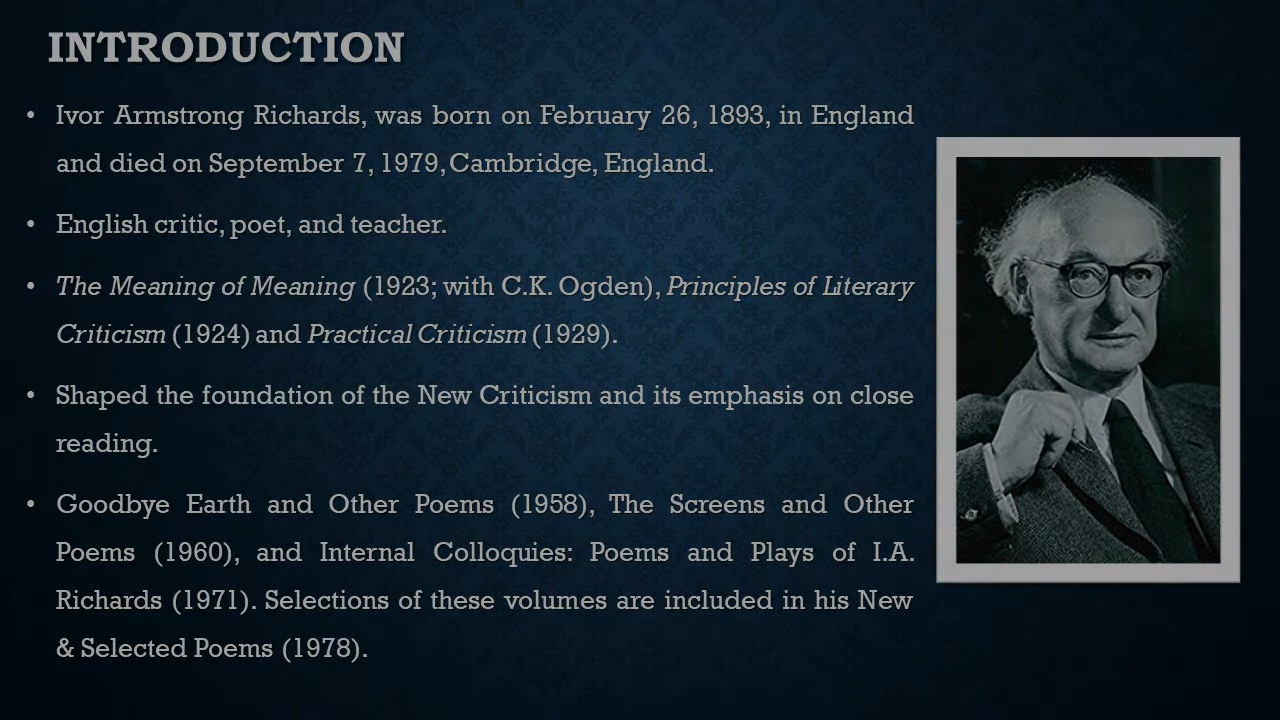 INTRODUCTION
• Ivor Armstrong Richards, was born on February 26, 1893, in England
and died on September 7, 1979, Cambridge, England.
• English critic, poet, and teacher.
• The Meaning of Meaning (1923; with C.K. Ogden), Principles of Literary
Criticism (1924) and Practical Criticism (1929).
• Shaped the foundation of the New Criticism and its emphasis on close
reading.
• Goodbye Earth and Other Poems (1958), The Screens and Other
Poems (1960), and Internal Colloquies: Poems and Plays of I.A.
Richards (1971). Selections of these volumes are included in his New
& Selected Poems (1978).